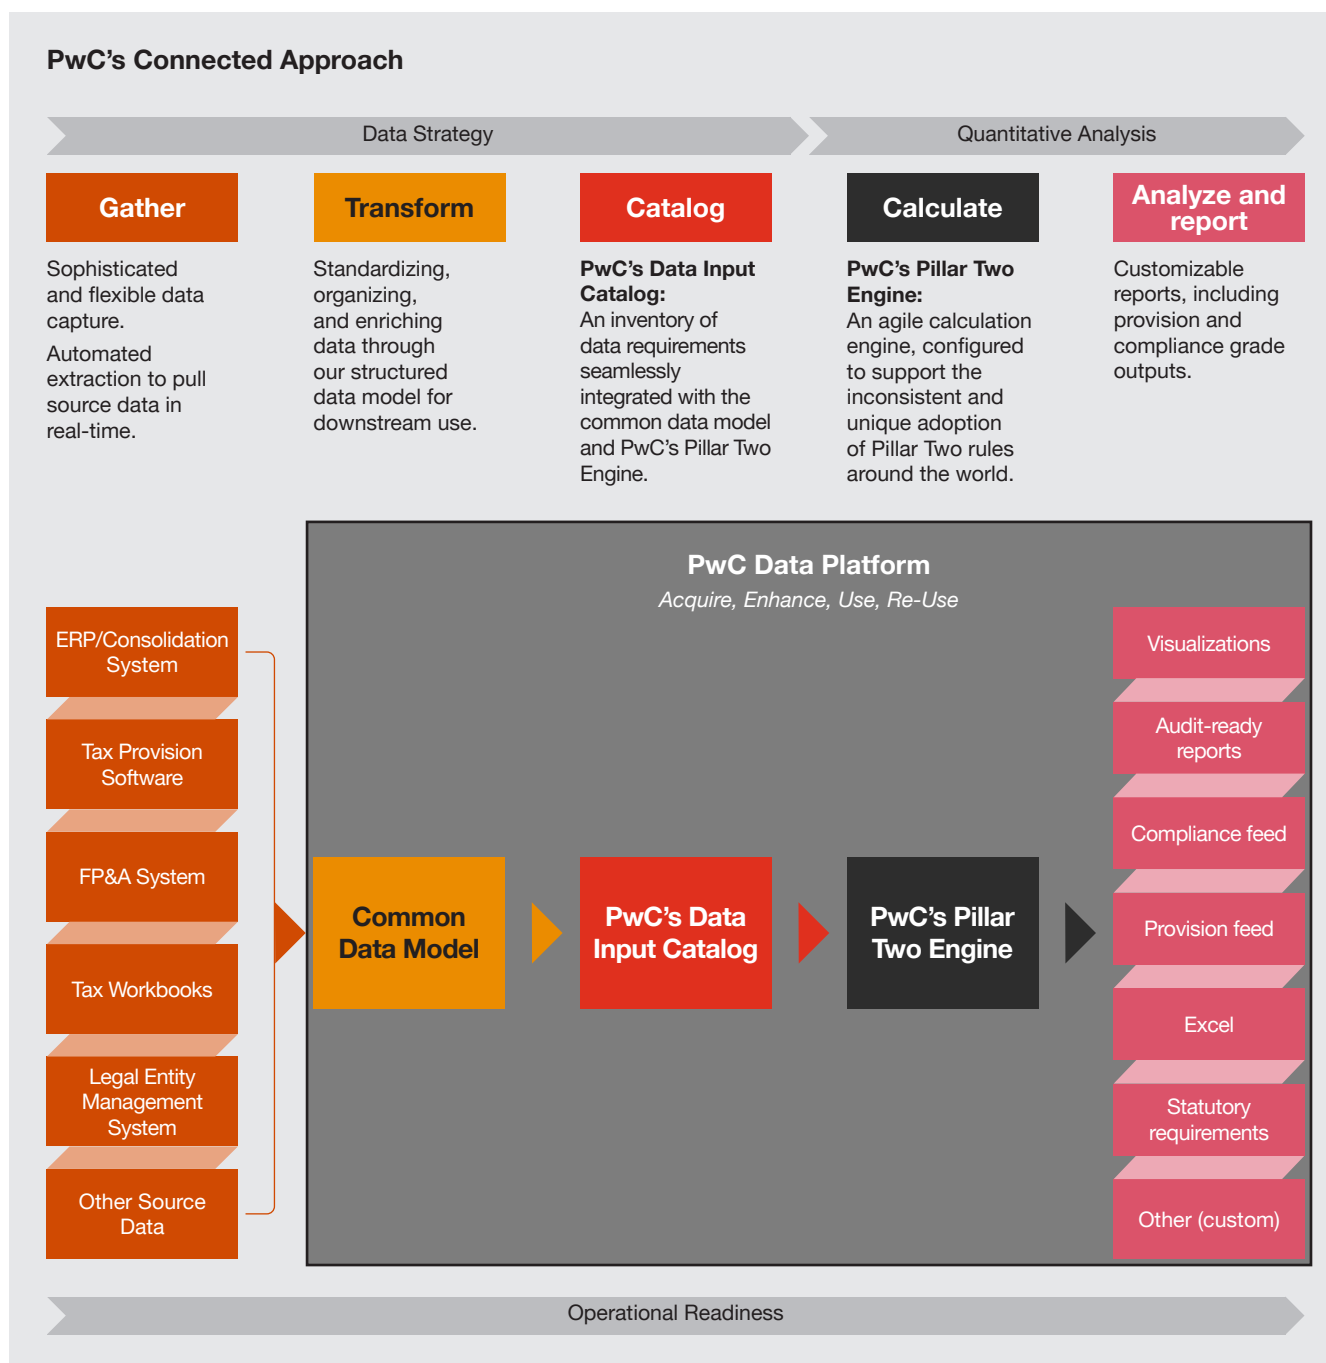 PwC’s Connected Approach
Data Strategy
Quantitative Analysis
Gather
Sophisticated
and flexible data
capture.
Automated
extraction to pull
source data in
real-time.
Transform
Standardizing,
organizing,
and enriching
data through
our structured
data model for
downstream use.
Catalog
PwC’s Data Input
Catalog:
An inventory of
data requirements
seamlessly
integrated with the
common data model
and PwC’s Pillar Two
Engine.
Calculate
PwC’s Pillar Two
Engine:
An agile calculation
engine, configured
to support the
inconsistent and
unique adoption
of Pillar Two rules
around the world.
Analyze and
report
Customizable
reports, including
provision and
compliance grade
outputs.
PwC Data Platform
Acquire, Enhance, Use, Re-Use
ERP/Consolidation
System
Tax Provision
Software
FP&A System
Tax Workbooks
Legal Entity
Management
System
Other Source
Data
Common
Data Model
PwC’s Data
Input Catalog
PwC’s Pillar
Two Engine
Visualizations
Audit-ready
reports
Compliance feed
Provision feed
Excel
Statutory
requirements
Other (custom)
Operational Readiness